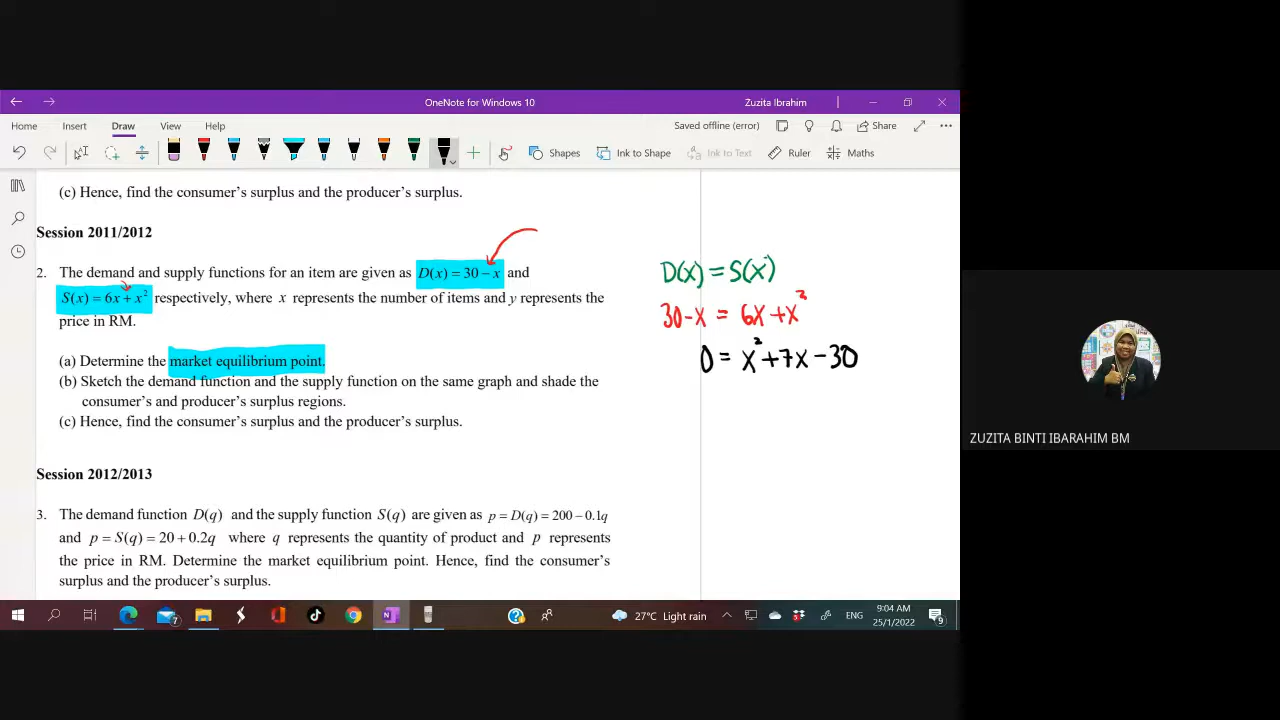 OneNote for Windows 10
Zuzita Ibrahim
Home Insert Draw View Help
Saved offline (error)
Share
Shapes
Ink to Shape
Ink to Text
Ruler
Maths
(c) Hence, find the consumer's surplus and the producer's surplus.
Session 2011/2012
2. The demand and supply functions for an item are given as D(x) = 30 − x and
S(x) = 6x + x² respectively, where x represents the number of items and y represents the
price in RM.
(a) Determine the market equilibrium point.
(b) Sketch the demand function and the supply function on the same graph and shade the
consumer's and producer's surplus regions.
(c) Hence, find the consumer's surplus and the producer's surplus.
Session 2012/2013
3. The demand function D(q) and the supply function S(q) are given as p = D(q) = 200 − 0.1q
and p = S(q) = 20 + 0.2q where q represents the quantity of product and p represents
the price in RM. Determine the market equilibrium point. Hence, find the consumer's
surplus and the producer's surplus.
D(x) = S(x)
30 - x = 6x + x²
0 = x² + 7x − 30
ZUZITA BINTI IBARAHIM BM
7
27°C Light rain
ENG
9:04 AM
25/1/2022
9